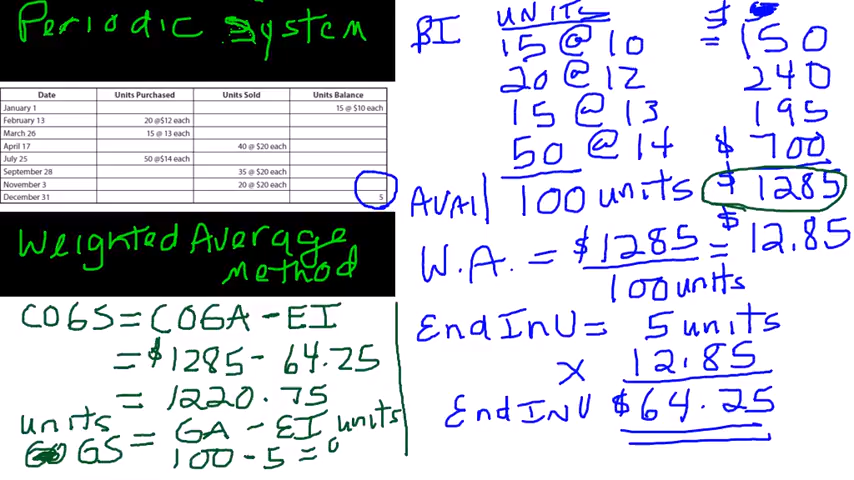 Periodic System
Date Units Purchased Units Sold Units Balance
January 1 15 @ $10 each
February 13 20 @$12 each
March 26 15 @ 13 each
April 17 40 @ $20 each
July 25 50 @$14 each
September 28 35 @ $20 each
November 3 20 @ $20 each
December 31 5
Weighted Average
Method
COGS = COGA - EI
= $1285 - 64.25
= 1220.75
units
GS = GA - EI units
100 - 5 =
UNITS $
BI 15 @ 10 = 150
20 @ 12 240
15 @ 13 195
50 @ 14 $ 700
AVAIl 100 units $ 1285
W.A. = $1285 = $12.85
100 units
End InU = 5 units
x 12.85
End INU $64.25